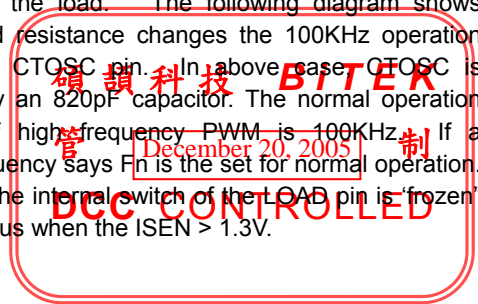 the load. The following diagram shows
resistance changes the 100KHz operation
CTOSC pin. In above case, CTOSC is
an 820pF capacitor. The normal operation
high frequency PWM is 100KHz. If a
uency says Fn is the set for normal operation.
he internal switch of the LOAD pin is 'frozen'
us when the ISEN > 1.3V.
碩頡科技 BiTEK
管 December 20, 2005 制
DCC CONTROLLED